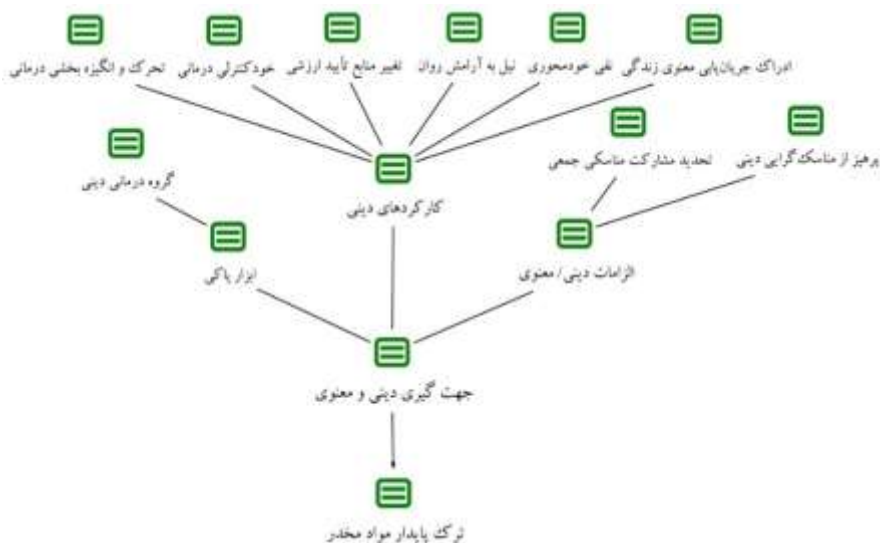 ادراک جریان‌یابی معنوی زندگی
نفی خودمحوری
نیل به آرامش روان
تغییر منابع تأیید ارزشی
خودکنترلی درمانی
تحرک و انگیزه بخشی درمانی
پرهیز از مناسک‌گرایی دینی
تحدید مشارکت مناسکی جمعی
گروه درمانی دینی
کارکردهای دینی
الزامات دینی/ معنوی
ابزار پاکی
جهت گیری دینی و معنوی
ترک پایدار مواد مخدر